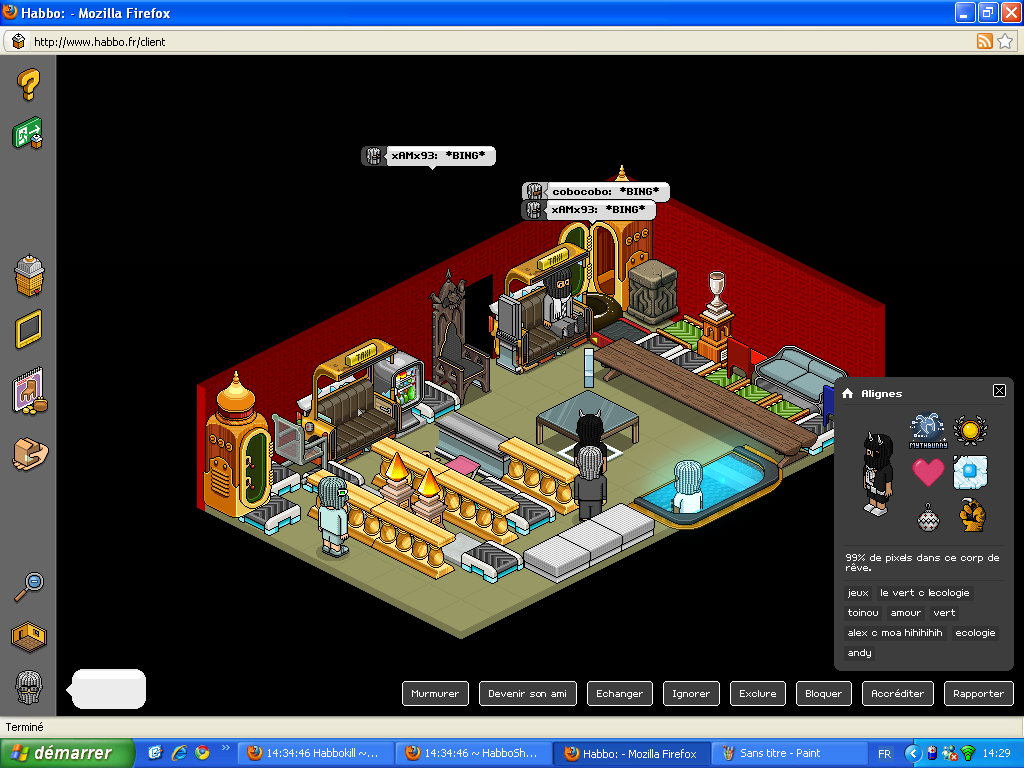 Habbo: - Mozilla Firefox
http://www.habbo.fr/client
xAMx93: *BING*
cobocobo: *BING*
xAMx93: *BING*
TAXI
TAXI
Alignes
MYTHBUNNY
99% de pixels dans ce corp de
rêve.
jeux le vert c lecologie
toinou amour vert
alex c moa hihihihih ecologie
andy
Murmurer Devenir son ami Echanger Ignorer Exclure Bloquer Accréditer Rapporter
Terminé
démarrer 14:34:46 Habbokill ~... 14:34:46 ~ HabboSh... Habbo: - Mozilla Firefox Sans titre - Paint FR 14:29